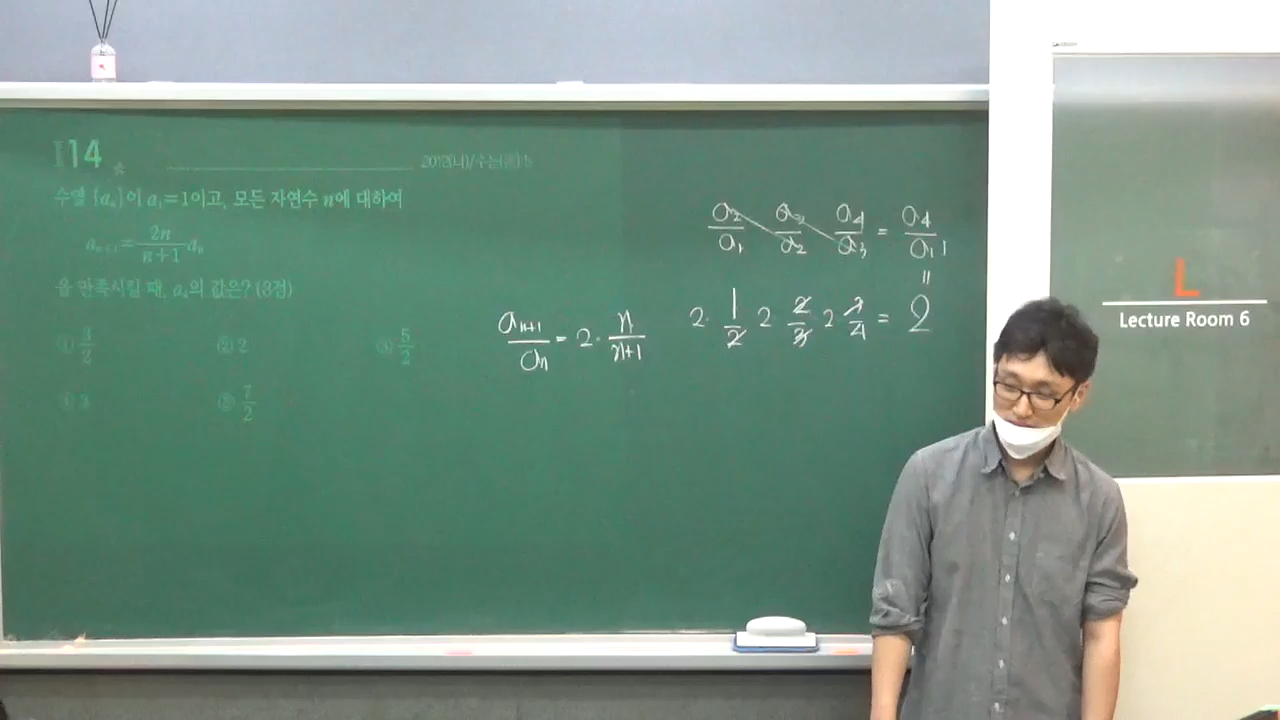 I14
2012(나)/수능(홀) 5
수열 {aₙ}이 a₁=1이고, 모든 자연수 n에 대하여
aₙ₊₁= 2n/(n+1) aₙ
을 만족시킬 때, a₄의 값은? (3점)
① 3/2 ② 2 ③ 5/2
④ 3 ⑤ 7/2
aₙ₊₁/aₙ = 2 · n/(n+1)
a₂/a₁ a₃/a₂ a₄/a₃ = a₄/a₁ 1
=
2 · 1/2 2 2/3 2 3/4 = 2
L
Lecture Room 6